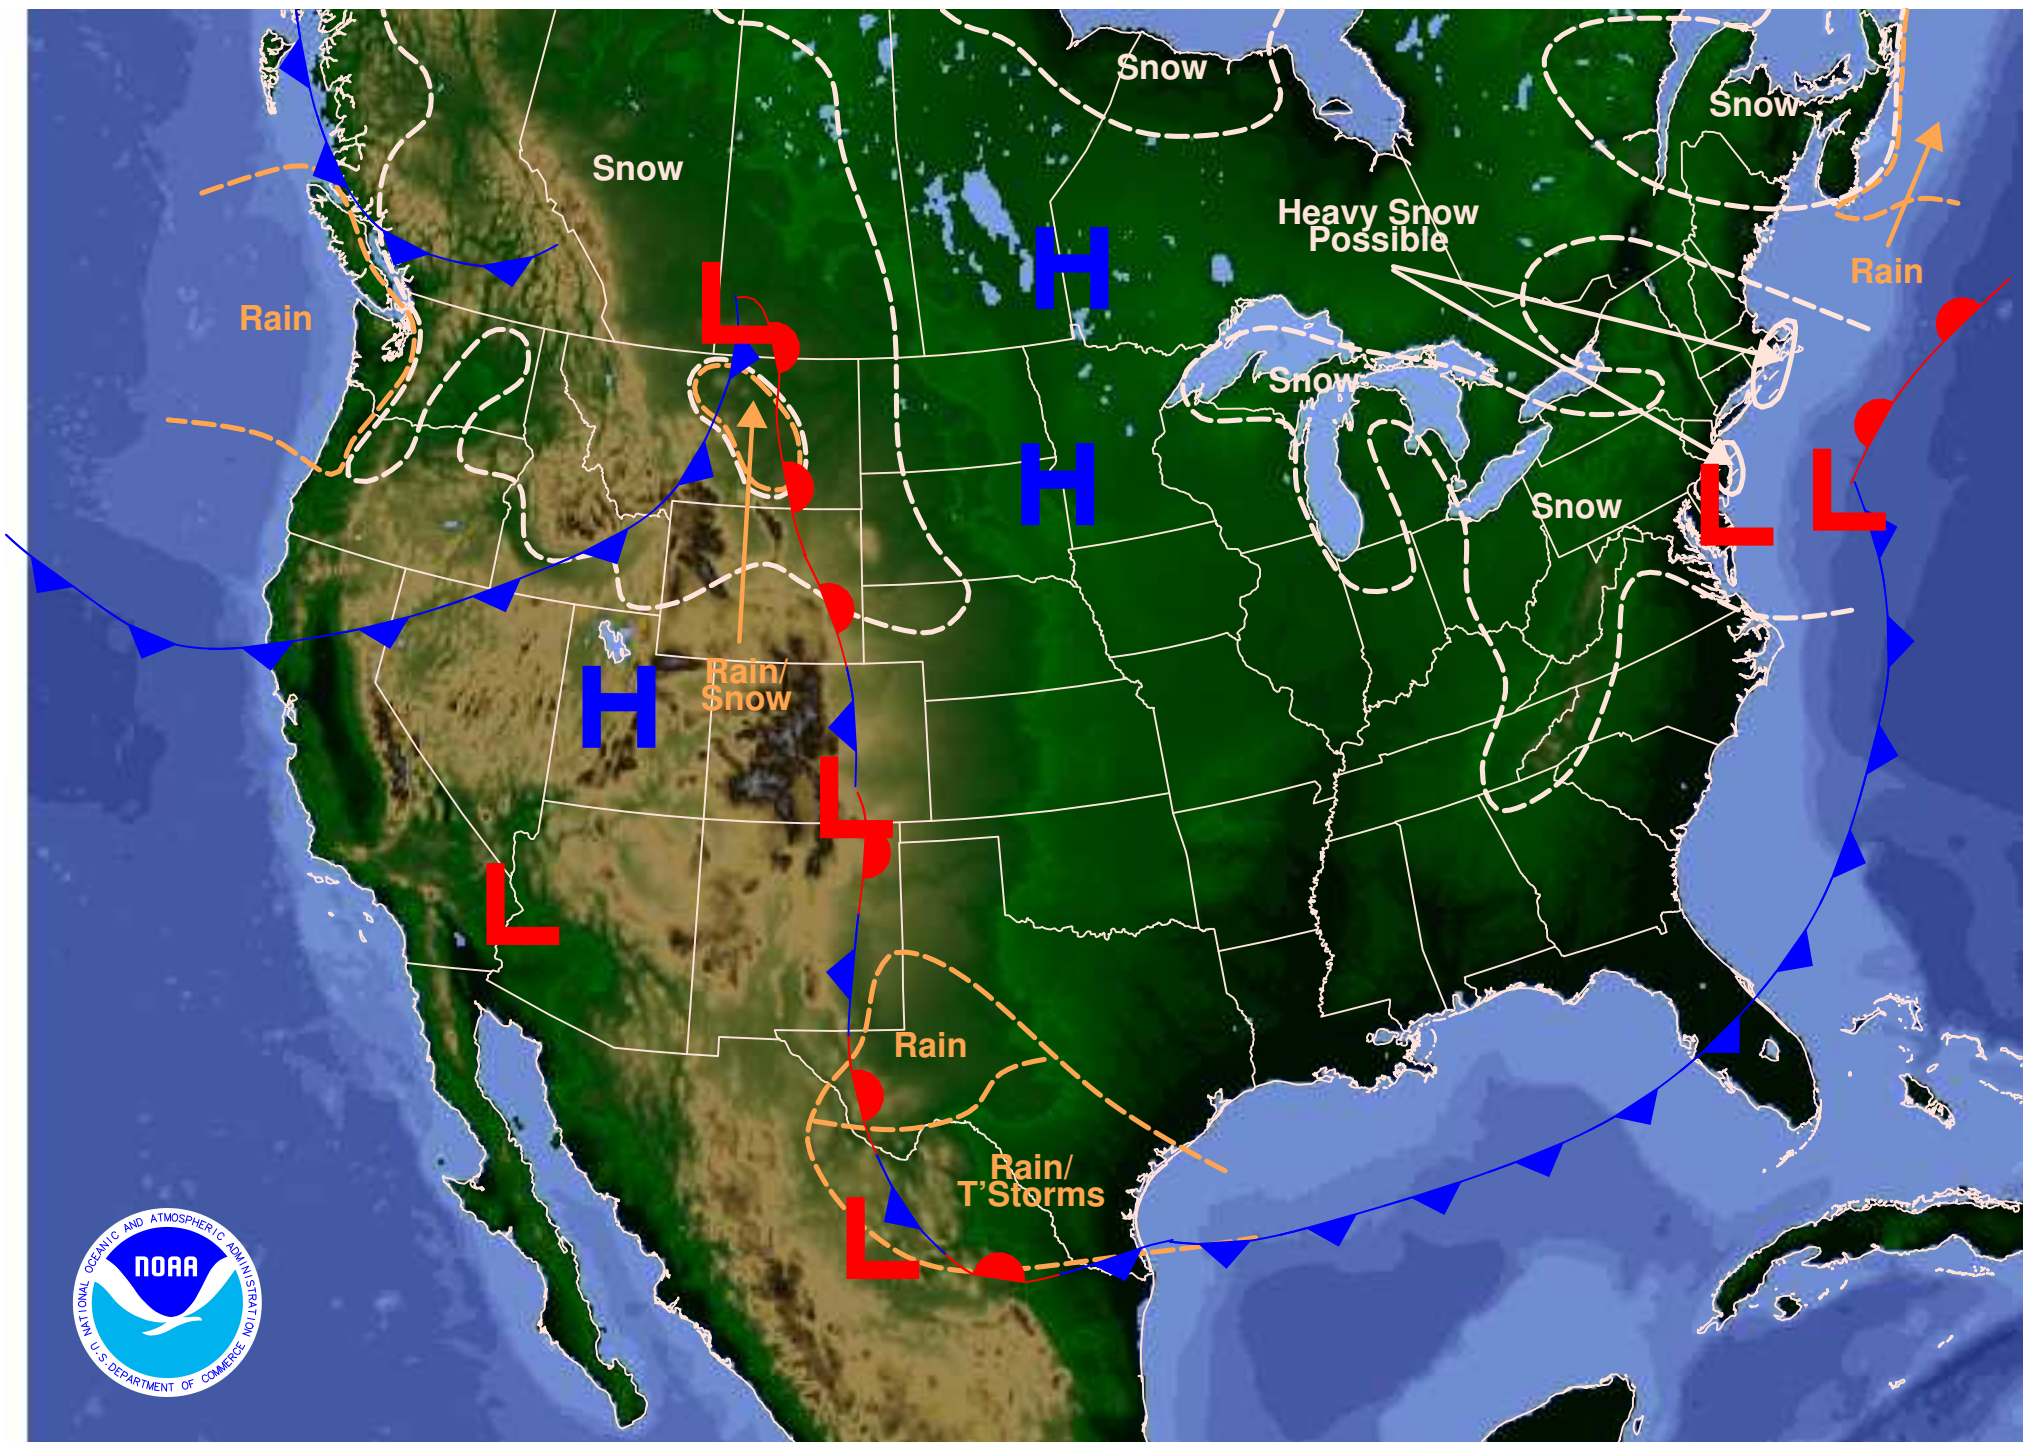 Snow
Snow
Snow
Heavy Snow
Possible
H
Rain
L
Rain
Snow
H
Snow
L
L
Rain/
Snow
H
L
L
Rain
Rain/
T'Storms
L
NATIONAL OCEANIC AND ATMOSPHERIC ADMINISTRATION
NOAA
U.S. DEPARTMENT OF COMMERCE